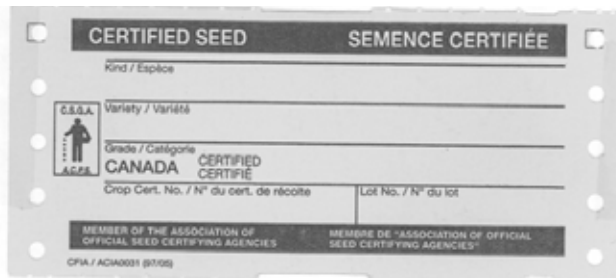 CERTIFIED SEED SEMENCE CERTIFIÉE
Kind / Espèce
C.S.G.A.
Variety / Variété
Grade / Catégorie
CANADA CERTIFIED
CERTIFIÉ
A.C.P.S.
Crop Cert. No. / N° du cert. de récolte Lot No. / N° du lot
MEMBER OF THE ASSOCIATION OF
OFFICIAL SEED CERTIFYING AGENCIES
MEMBRE DE "ASSOCIATION OF OFFICIAL
SEED CERTIFYING AGENCIES"
CFIA / ACIA0031 (97/05)